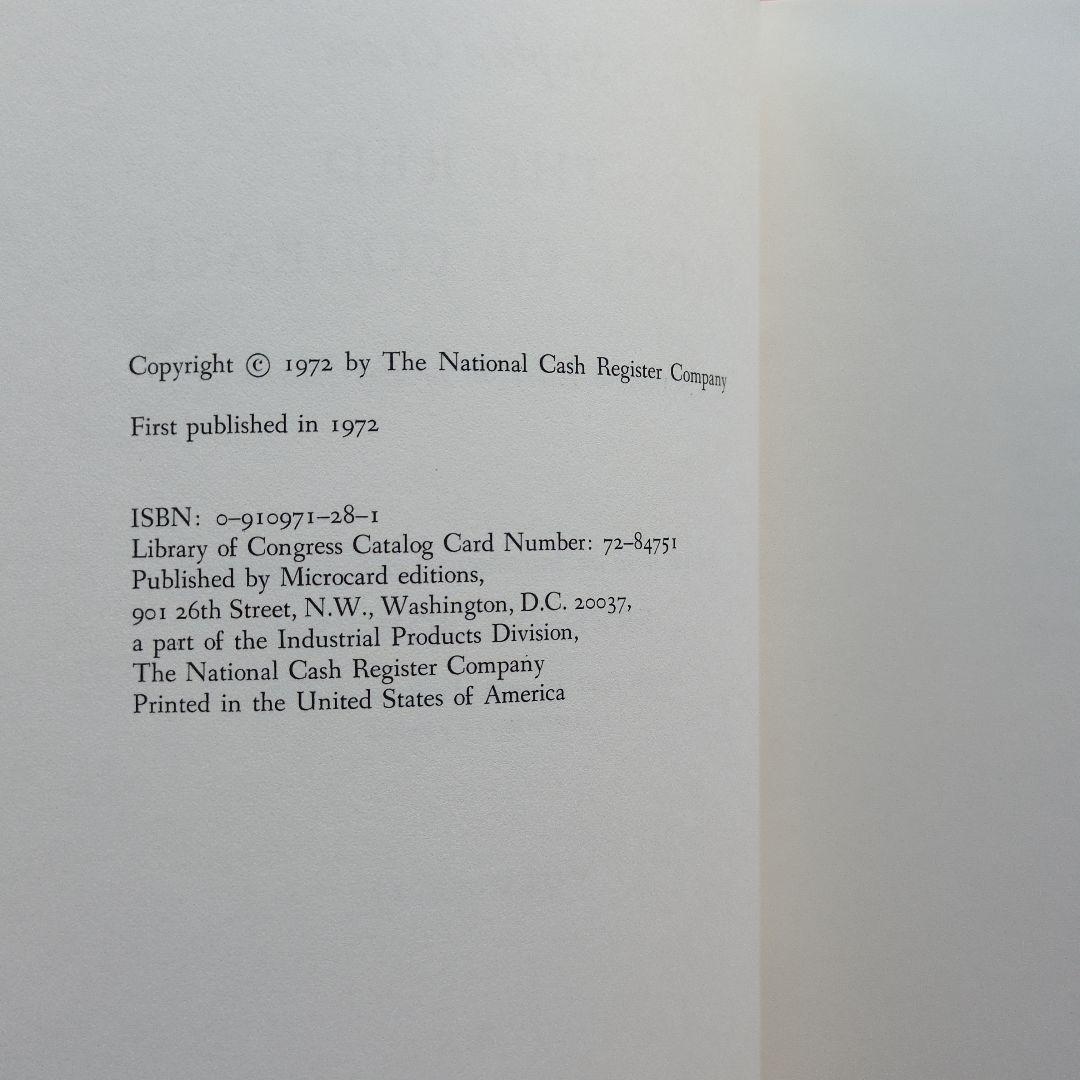 Copyright © 1972 by The National Cash Register Company
First published in 1972
ISBN: 0–910971–28–1
Library of Congress Catalog Card Number: 72–84751
Published by Microcard editions,
901 26th Street, N.W., Washington, D.C. 20037,
a part of the Industrial Products Division,
The National Cash Register Company
Printed in the United States of America